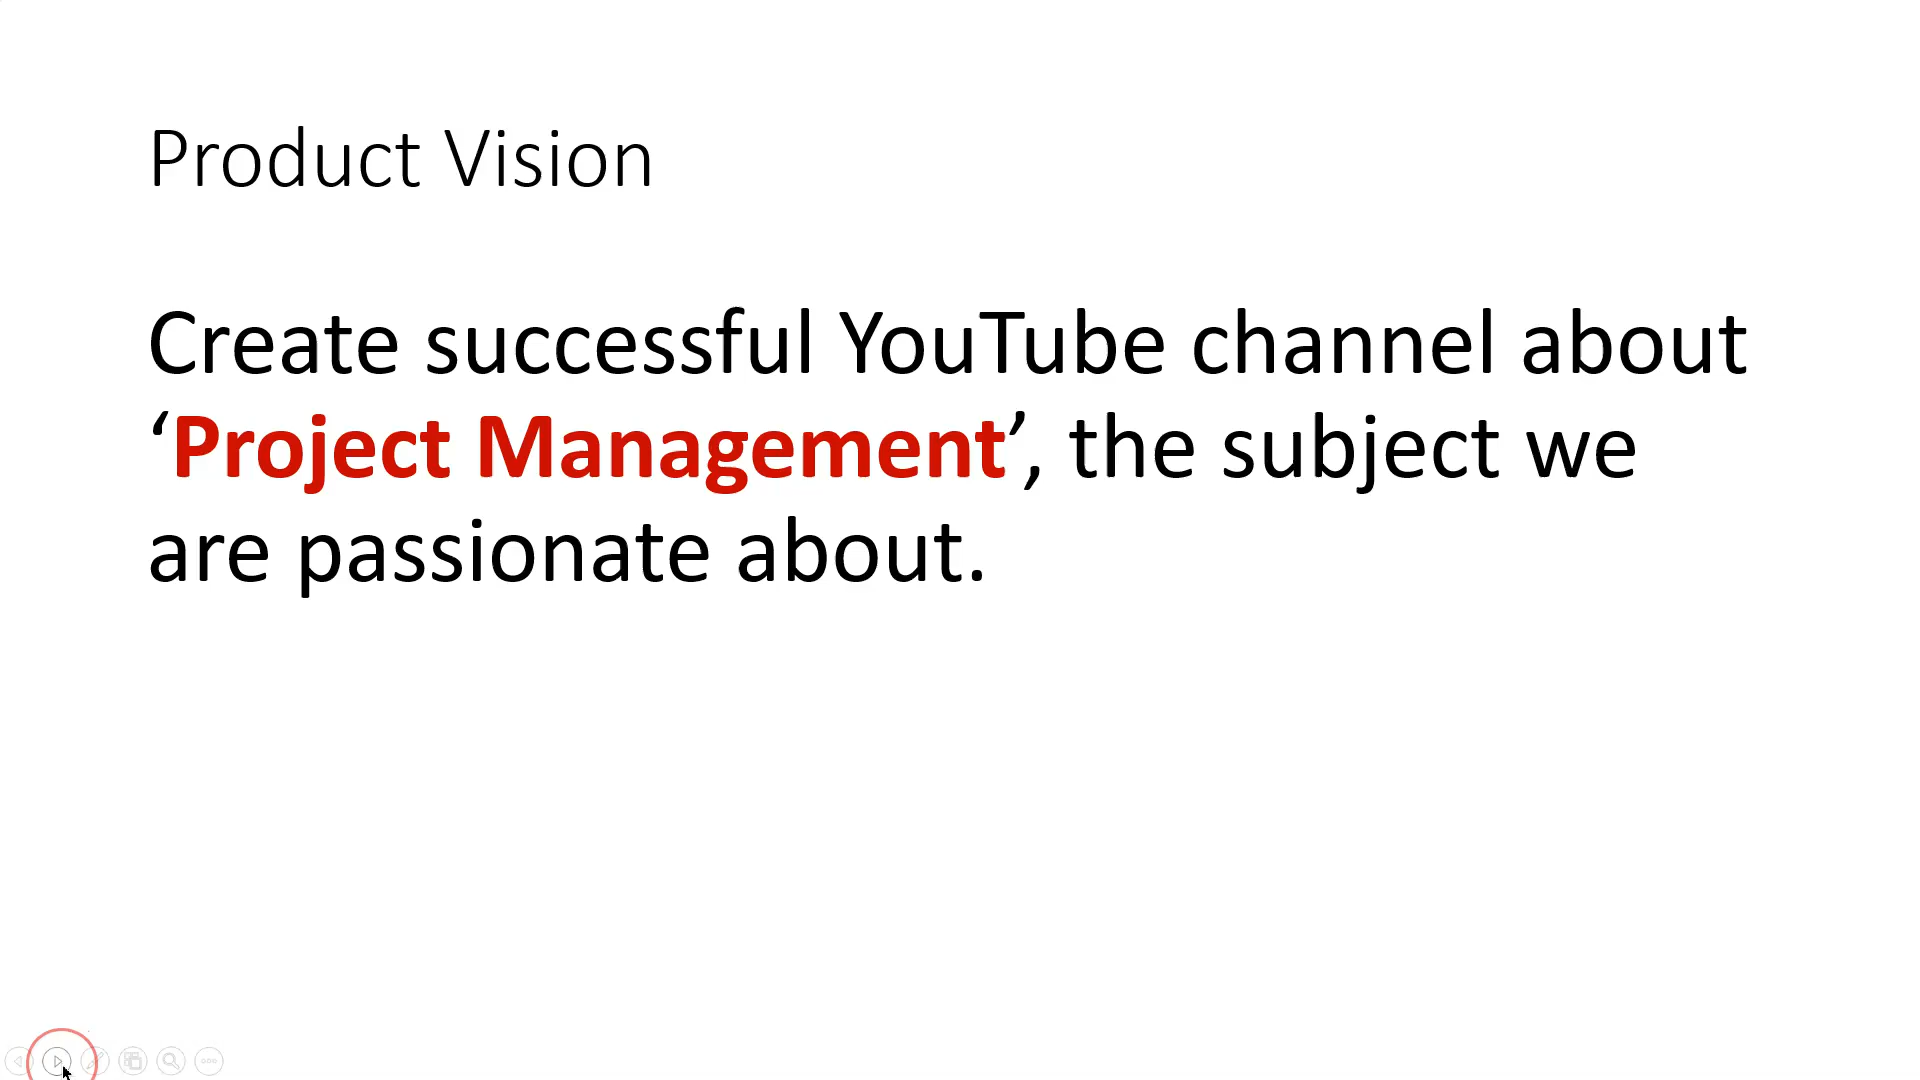 Product Vision
Create successful YouTube channel about
‘Project Management’, the subject we
are passionate about.